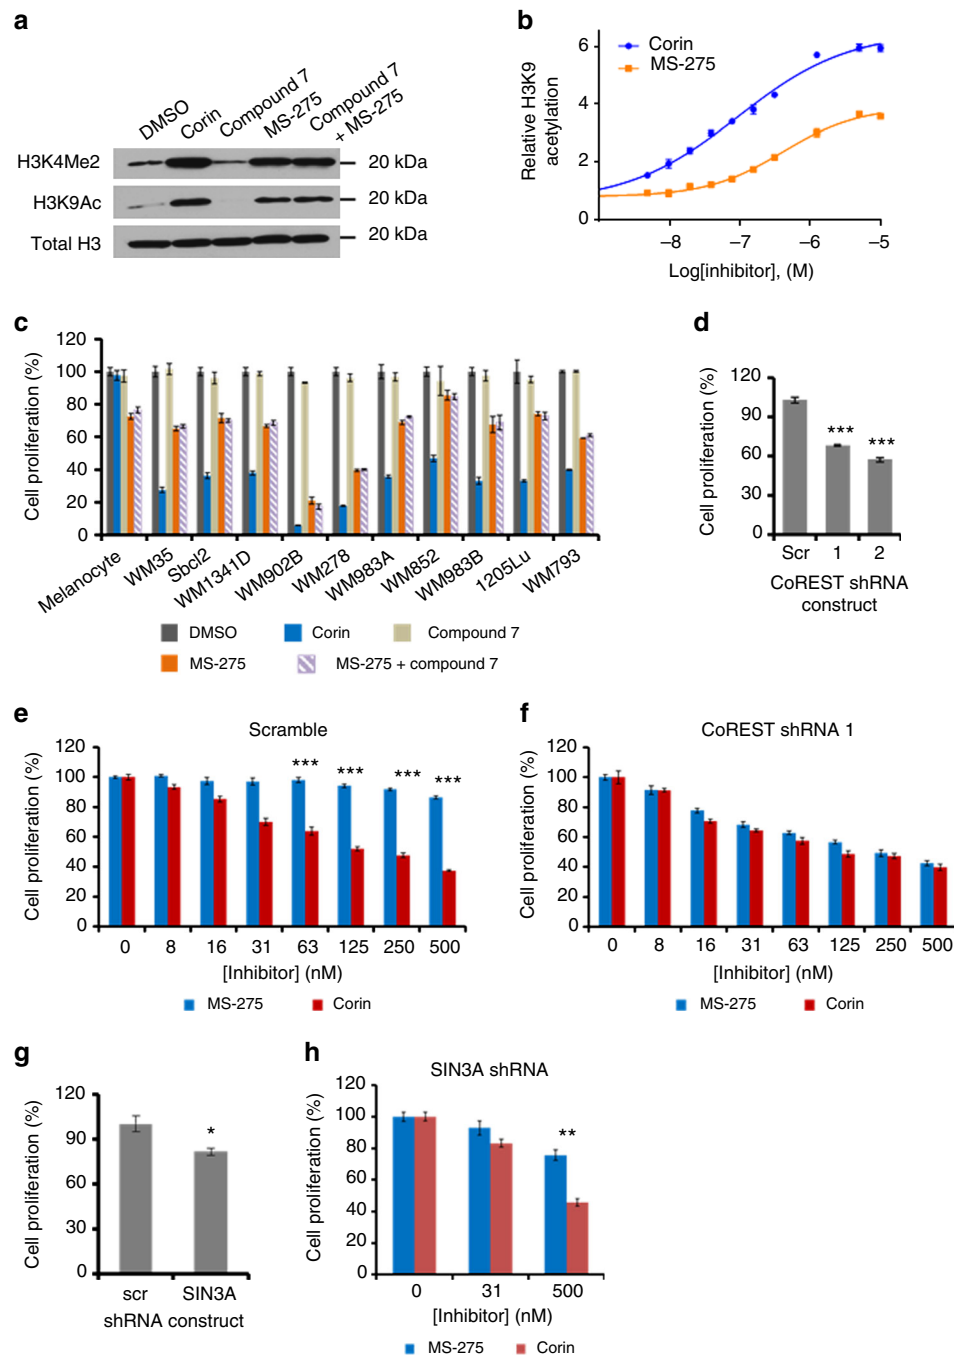 a
DMSO
Corin
Compound 7
MS-275
Compound 7
+ MS-275
H3K4Me2
20 kDa
H3K9Ac
20 kDa
Total H3
20 kDa
b
Relative H3K9
acetylation
6
4
2
0
Corin
MS-275
–8
–7
–6
–5
Log[inhibitor], (M)
c
Cell proliferation (%)
120
100
80
60
40
20
0
Melanocyte
WM35
Sbcl2
WM1341D
WM902B
WM278
WM983A
WM852
WM983B
1205Lu
WM793
DMSO
Corin
Compound 7
MS-275
MS-275 + compound 7
d
Cell proliferation (%)
120
90
60
30
0
***
***
Scr
1
2
CoREST shRNA
construct
e
Scramble
Cell proliferation (%)
120
100
80
60
40
20
0
***
***
***
***
0 8 16 31 63 125 250 500
[Inhibitor] (nM)
MS-275
Corin
f
CoREST shRNA 1
Cell proliferation (%)
120
100
80
60
40
20
0
0 8 16 31 63 125 250 500
[Inhibitor] (nM)
MS-275
Corin
g
Cell proliferation (%)
120
90
60
30
0
*
scr
SIN3A
shRNA construct
h
SIN3A shRNA
Cell proliferation (%)
120
100
80
60
40
20
0
**
0 31 500
[Inhibitor] (nM)
MS-275
Corin